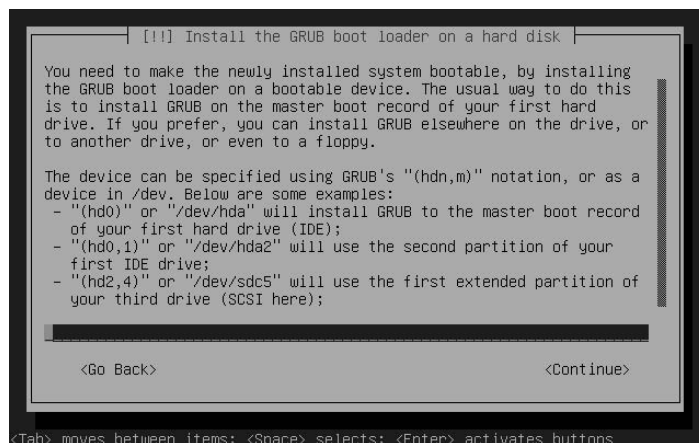 [!!] Install the GRUB boot loader on a hard disk
You need to make the newly installed system bootable, by installing
the GRUB boot loader on a bootable device. The usual way to do this
is to install GRUB on the master boot record of your first hard
drive. If you prefer, you can install GRUB elsewhere on the drive, or
to another drive, or even to a floppy.
The device can be specified using GRUB's "(hdn,m)" notation, or as a
device in /dev. Below are some examples:
- "(hd0)" or "/dev/hda" will install GRUB to the master boot record
of your first hard drive (IDE);
- "(hd0,1)" or "/dev/hda2" will use the second partition of your
first IDE drive;
- "(hd2,4)" or "/dev/sdc5" will use the first extended partition of
your third drive (SCSI here);
<Go Back> <Continue>
<Tab> moves between items; <Space> selects; <Enter> activates buttons